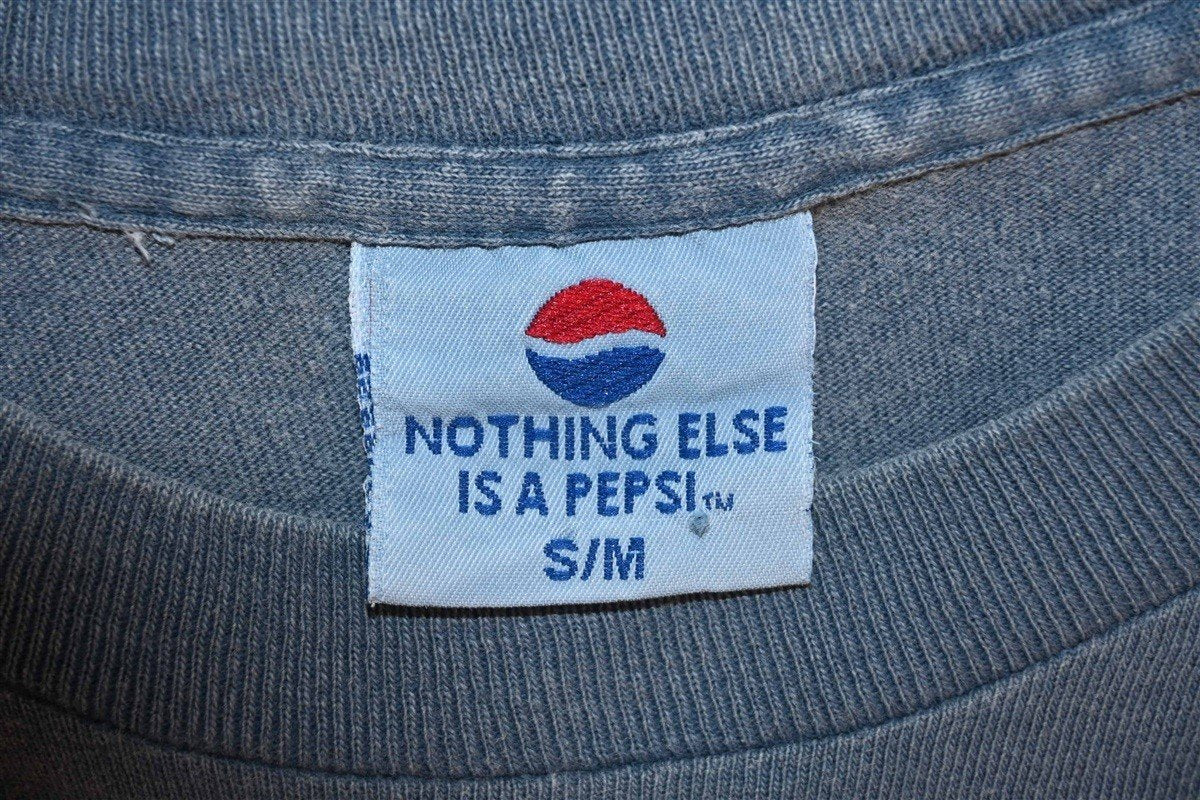 NOTHING ELSE
IS A PEPSI™
S/M